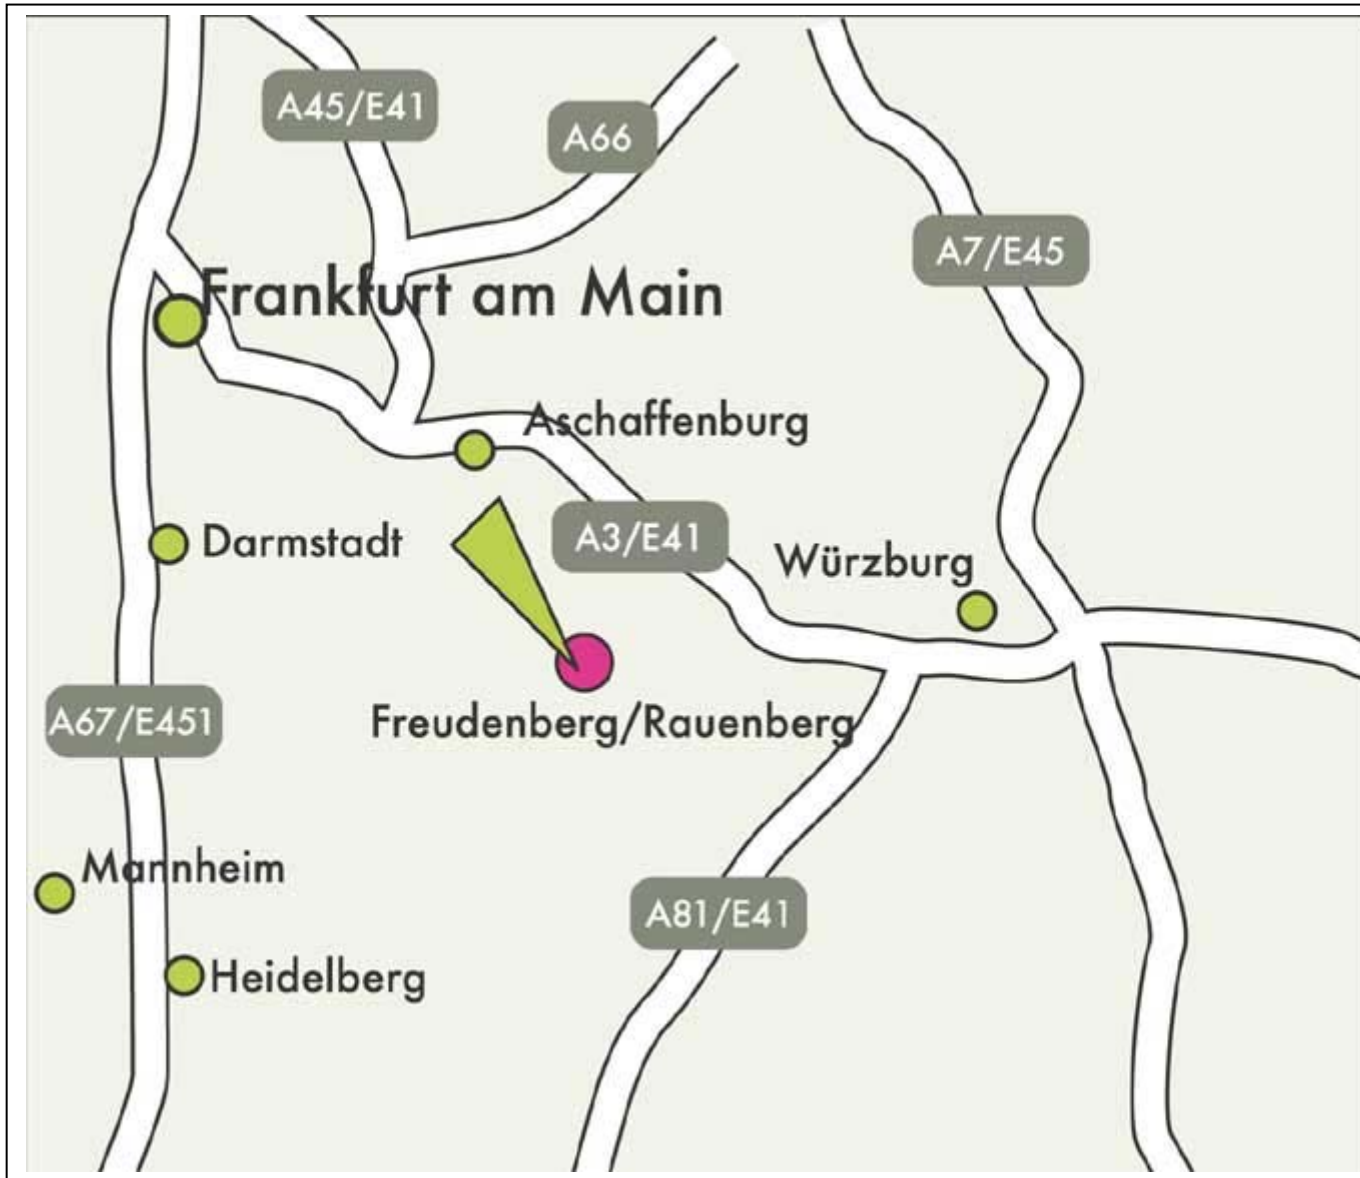 A45/E41
A66
A7/E45
Frankfurt am Main
Aschaffenburg
A3/E41
Darmstadt
Würzburg
A67/E451
Freudenberg/Rauenberg
Mannheim
A81/E41
Heidelberg